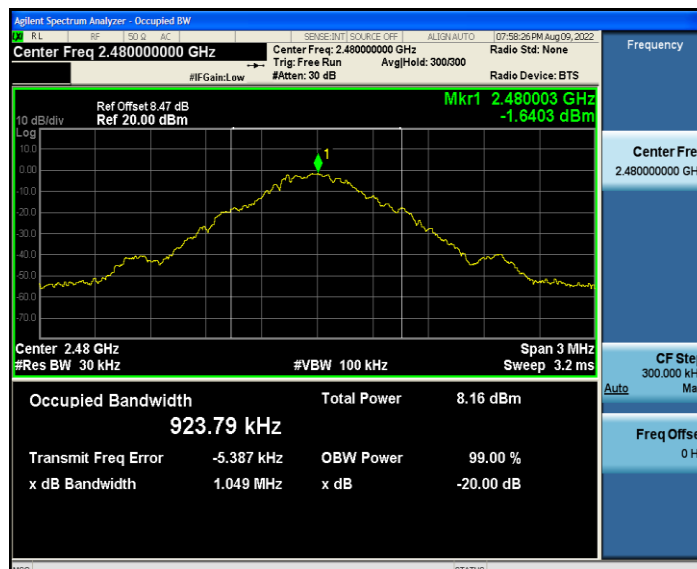 Agilent Spectrum Analyzer - Occupied BW
LXI RL RF 50 Ω AC SENSE:INT SOURCE OFF ALIGNAUTO 07:58:26 PM Aug 09, 2022
Center Freq 2.480000000 GHz Center Freq: 2.480000000 GHz Radio Std: None Frequency
Trig: Free Run Avg|Hold: 300/300
#IFGain:Low #Atten: 30 dB Radio Device: BTS
Ref Offset 8.47 dB Mkr1 2.480003 GHz
10 dB/div Ref 20.00 dBm -1.6403 dBm
Log
10.0
0.00
-10.0
-20.0
-30.0
-40.0
-50.0
-60.0
-70.0
1
Center Fre
2.480000000 GH
Center 2.48 GHz Span 3 MHz
#Res BW 30 kHz #VBW 100 kHz Sweep 3.2 ms
CF Ste
300.000 kH
Auto Ma
Occupied Bandwidth Total Power 8.16 dBm
923.79 kHz
Freq Offse
0 H
Transmit Freq Error -5.387 kHz OBW Power 99.00 %
x dB Bandwidth 1.049 MHz x dB -20.00 dB
MSG STATUS